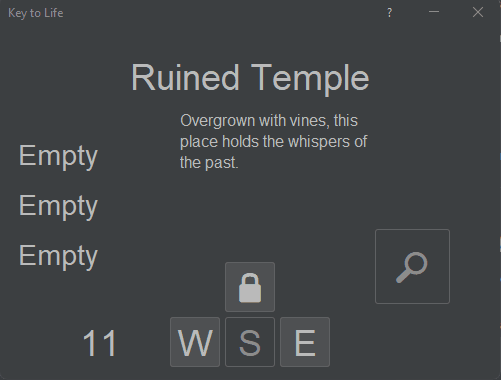 Key to Life
?
Ruined Temple
Overgrown with vines, this
place holds the whispers of
the past.
Empty
Empty
Empty
11
W S E